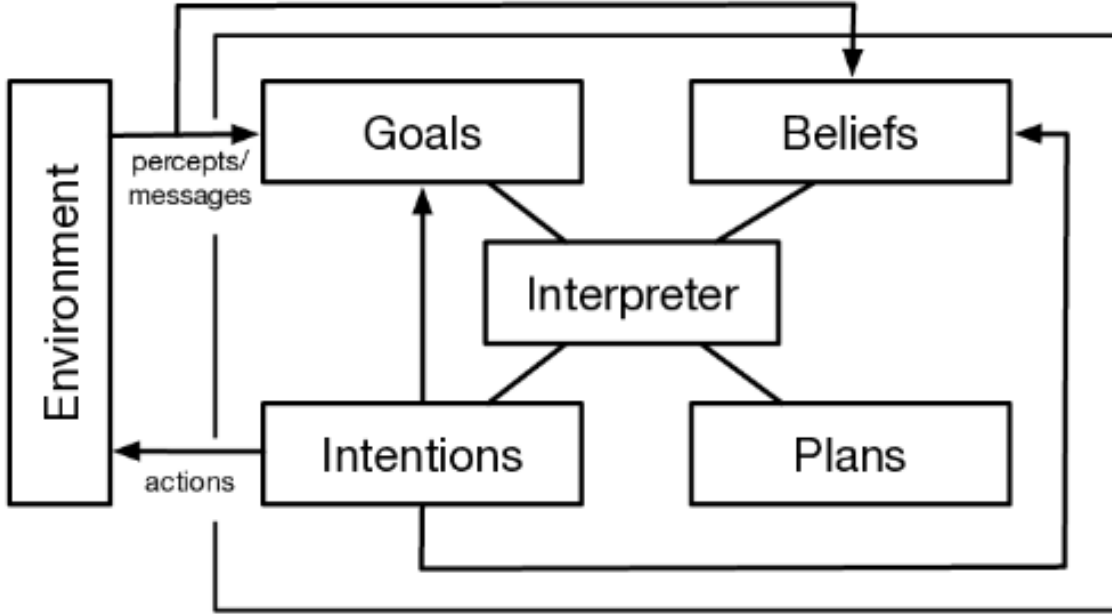 Goals
Beliefs
percepts/
messages
Environment
Interpreter
Intentions
Plans
actions